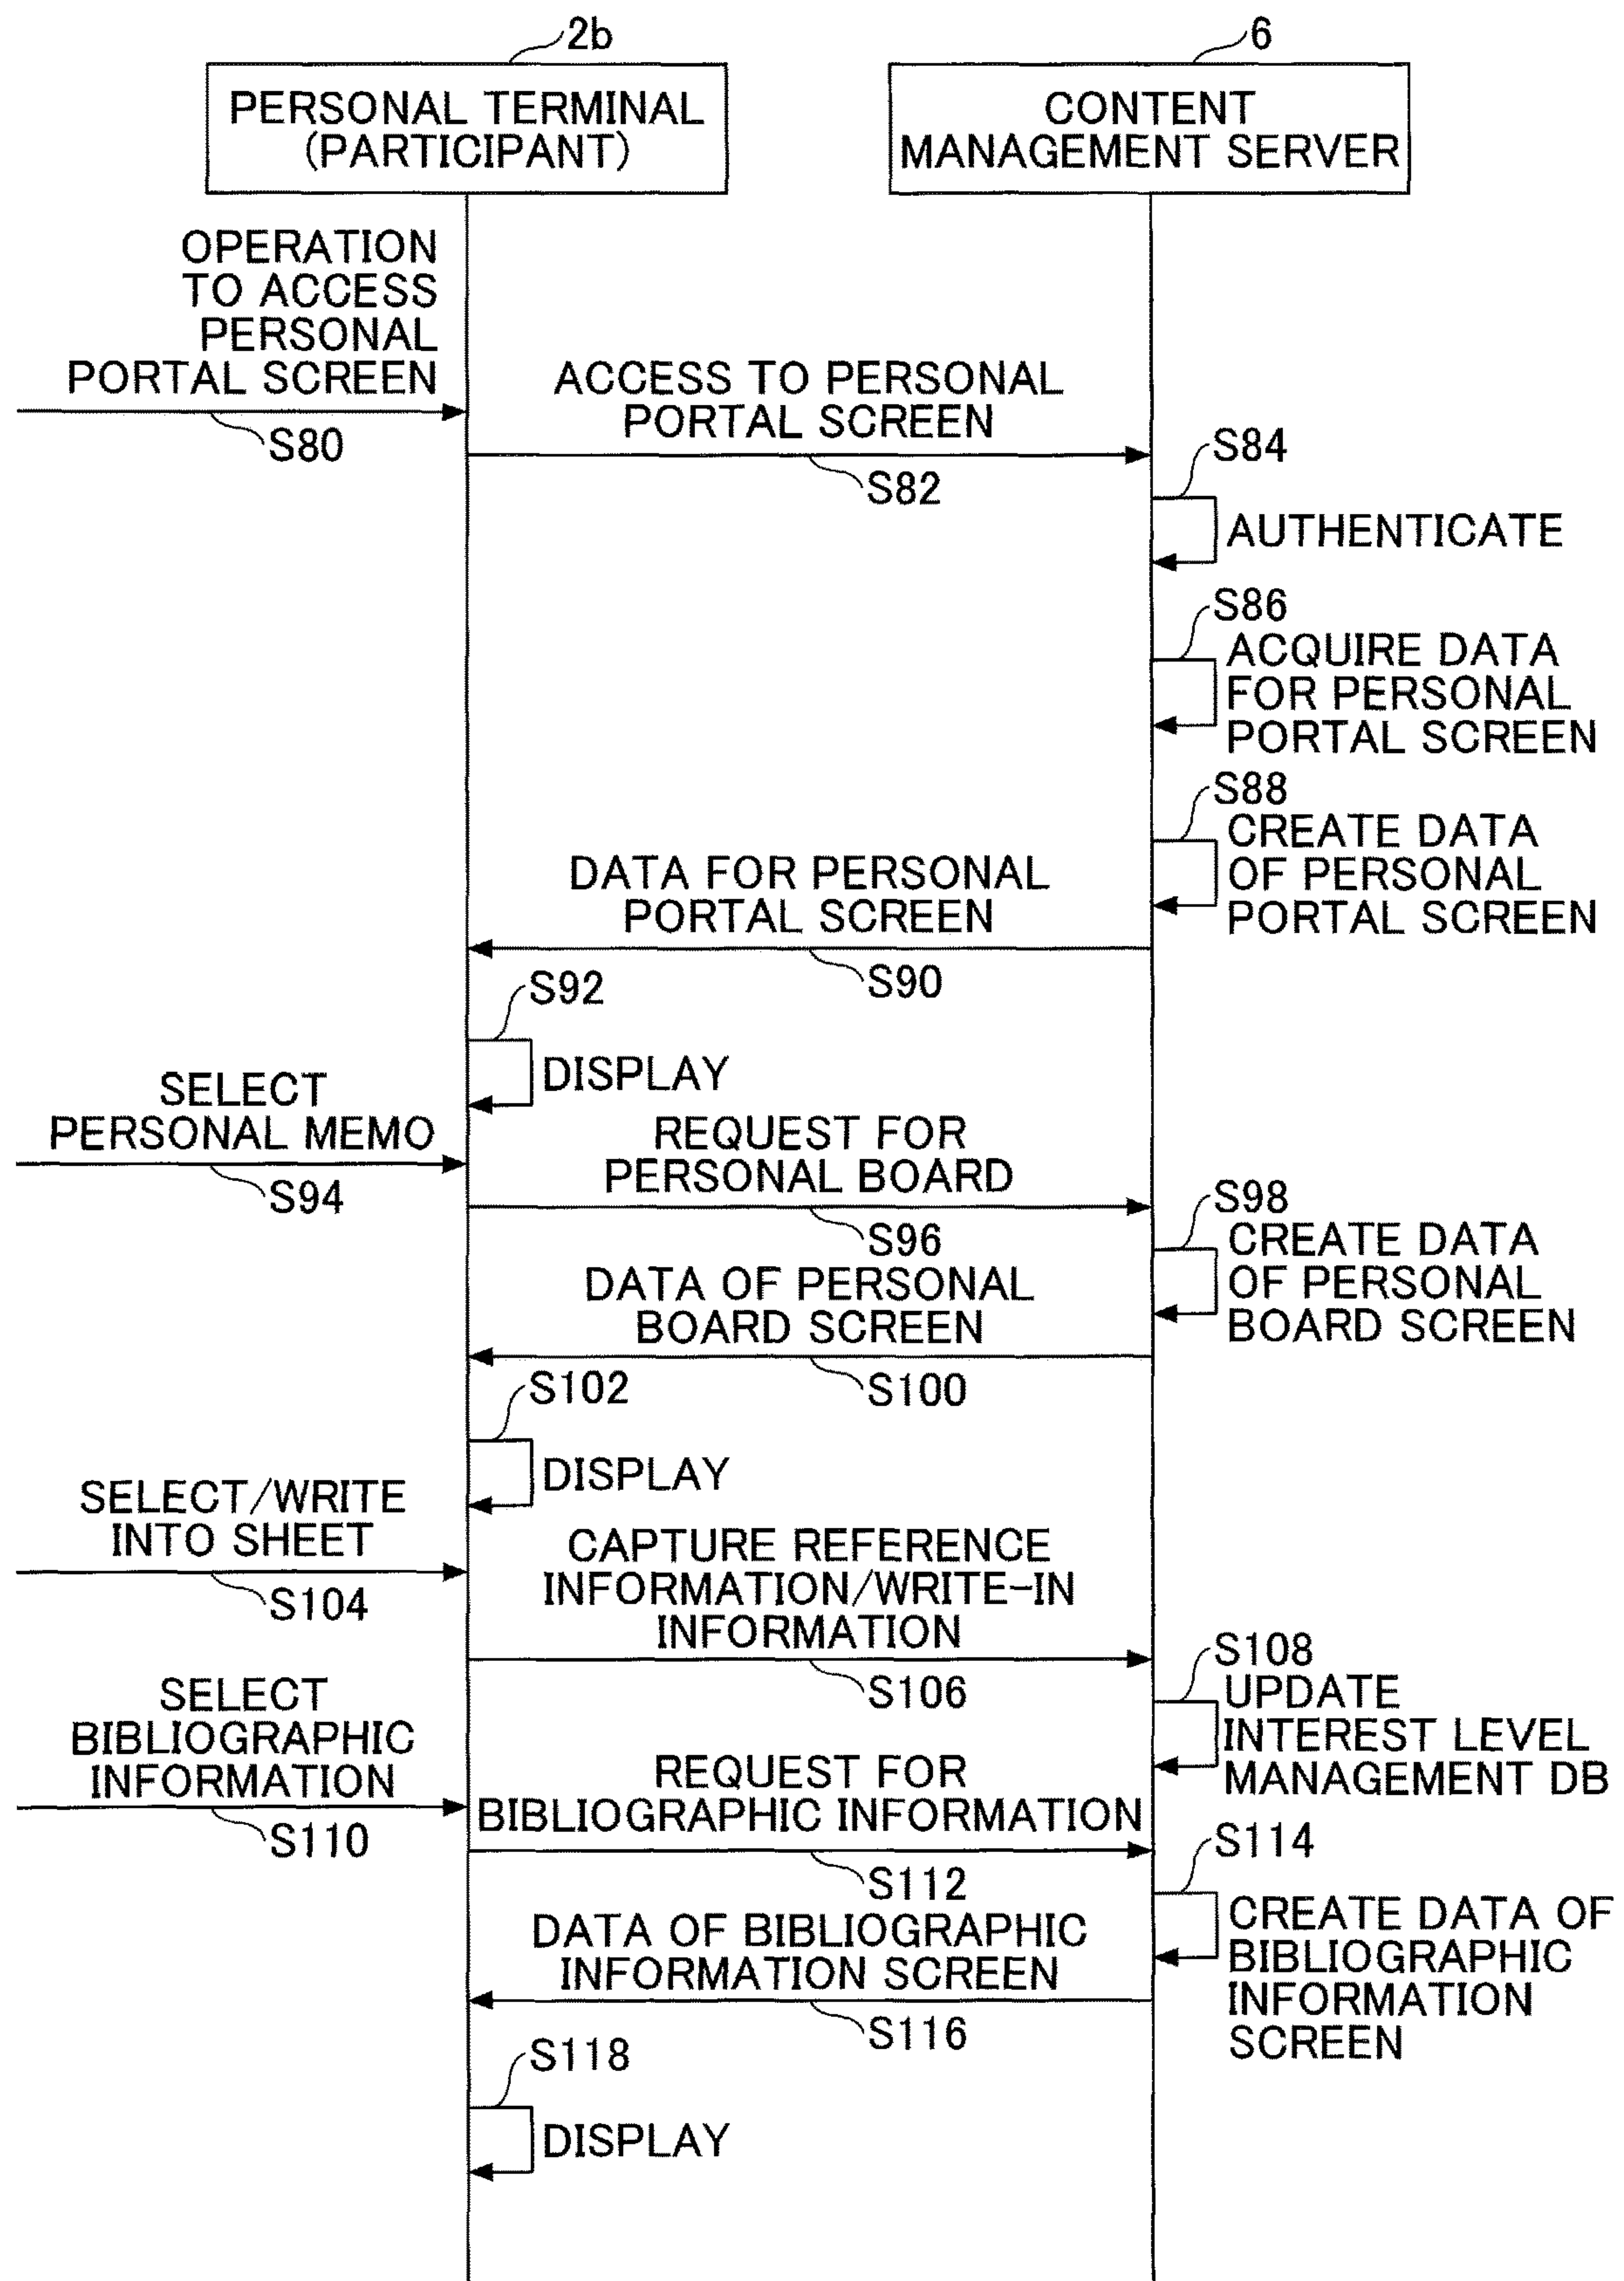 2b
6
PERSONAL TERMINAL
(PARTICIPANT)
CONTENT
MANAGEMENT SERVER
OPERATION
TO ACCESS
PERSONAL
PORTAL SCREEN
S80
ACCESS TO PERSONAL
PORTAL SCREEN
S82
S84
AUTHENTICATE
S86
ACQUIRE DATA
FOR PERSONAL
PORTAL SCREEN
S88
CREATE DATA
OF PERSONAL
PORTAL SCREEN
DATA FOR PERSONAL
PORTAL SCREEN
S90
S92
DISPLAY
SELECT
PERSONAL MEMO
S94
REQUEST FOR
PERSONAL BOARD
S96
S98
CREATE DATA
OF PERSONAL
BOARD SCREEN
DATA OF PERSONAL
BOARD SCREEN
S100
S102
DISPLAY
SELECT/WRITE
INTO SHEET
S104
CAPTURE REFERENCE
INFORMATION/WRITE-IN
INFORMATION
S106
S108
UPDATE
INTEREST LEVEL
MANAGEMENT DB
SELECT
BIBLIOGRAPHIC
INFORMATION
S110
REQUEST FOR
BIBLIOGRAPHIC INFORMATION
S112
S114
CREATE DATA OF
BIBLIOGRAPHIC
INFORMATION
SCREEN
DATA OF BIBLIOGRAPHIC
INFORMATION SCREEN
S116
S118
DISPLAY